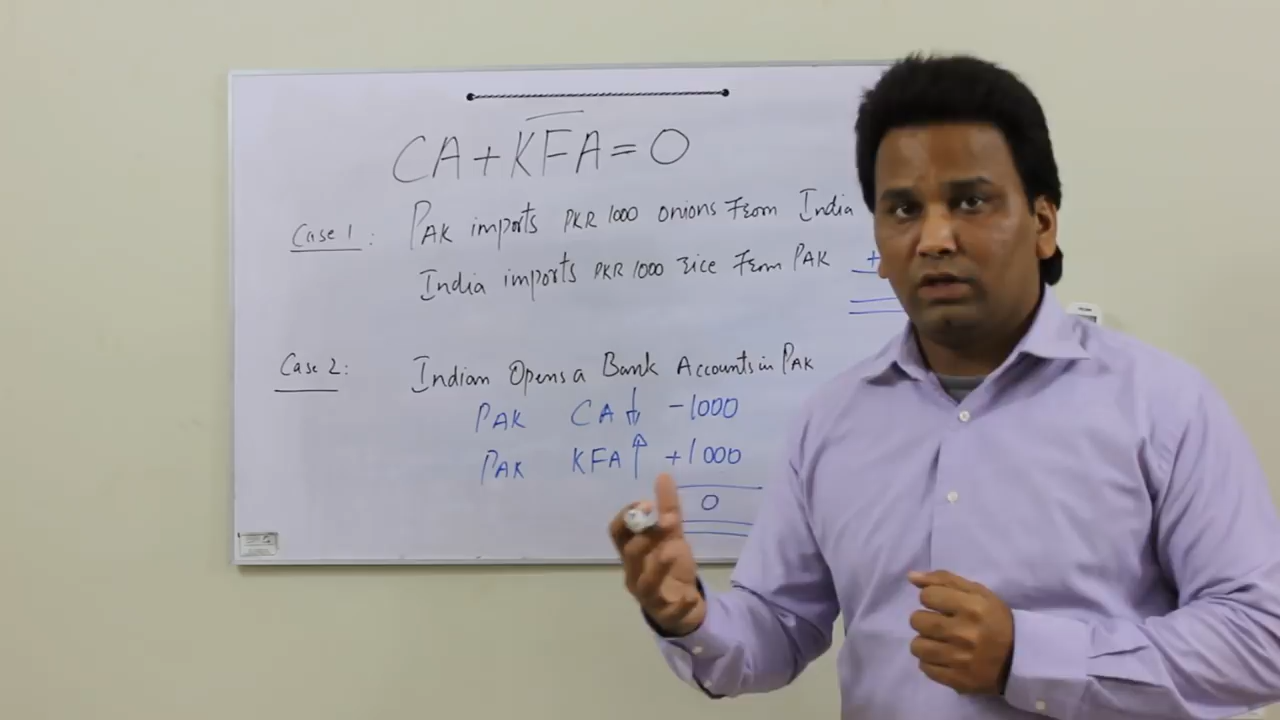 CA + KFA = 0
Case 1: PAK imports PKR 1000 onions From India
India imports PKR 1000 rice From PAK +
Case 2: Indian Opens a Bank Accounts in PAK
PAK CA ↓ -1000
PAK KFA ↑ +1000
0